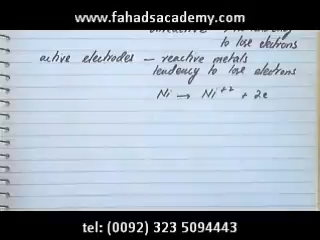 www.fahadsacademy.com
to lose electrons
active electrodes – reactive metals
tendency to lose electrons
Ni → Ni⁺² + 2e
tel: (0092) 323 5094443